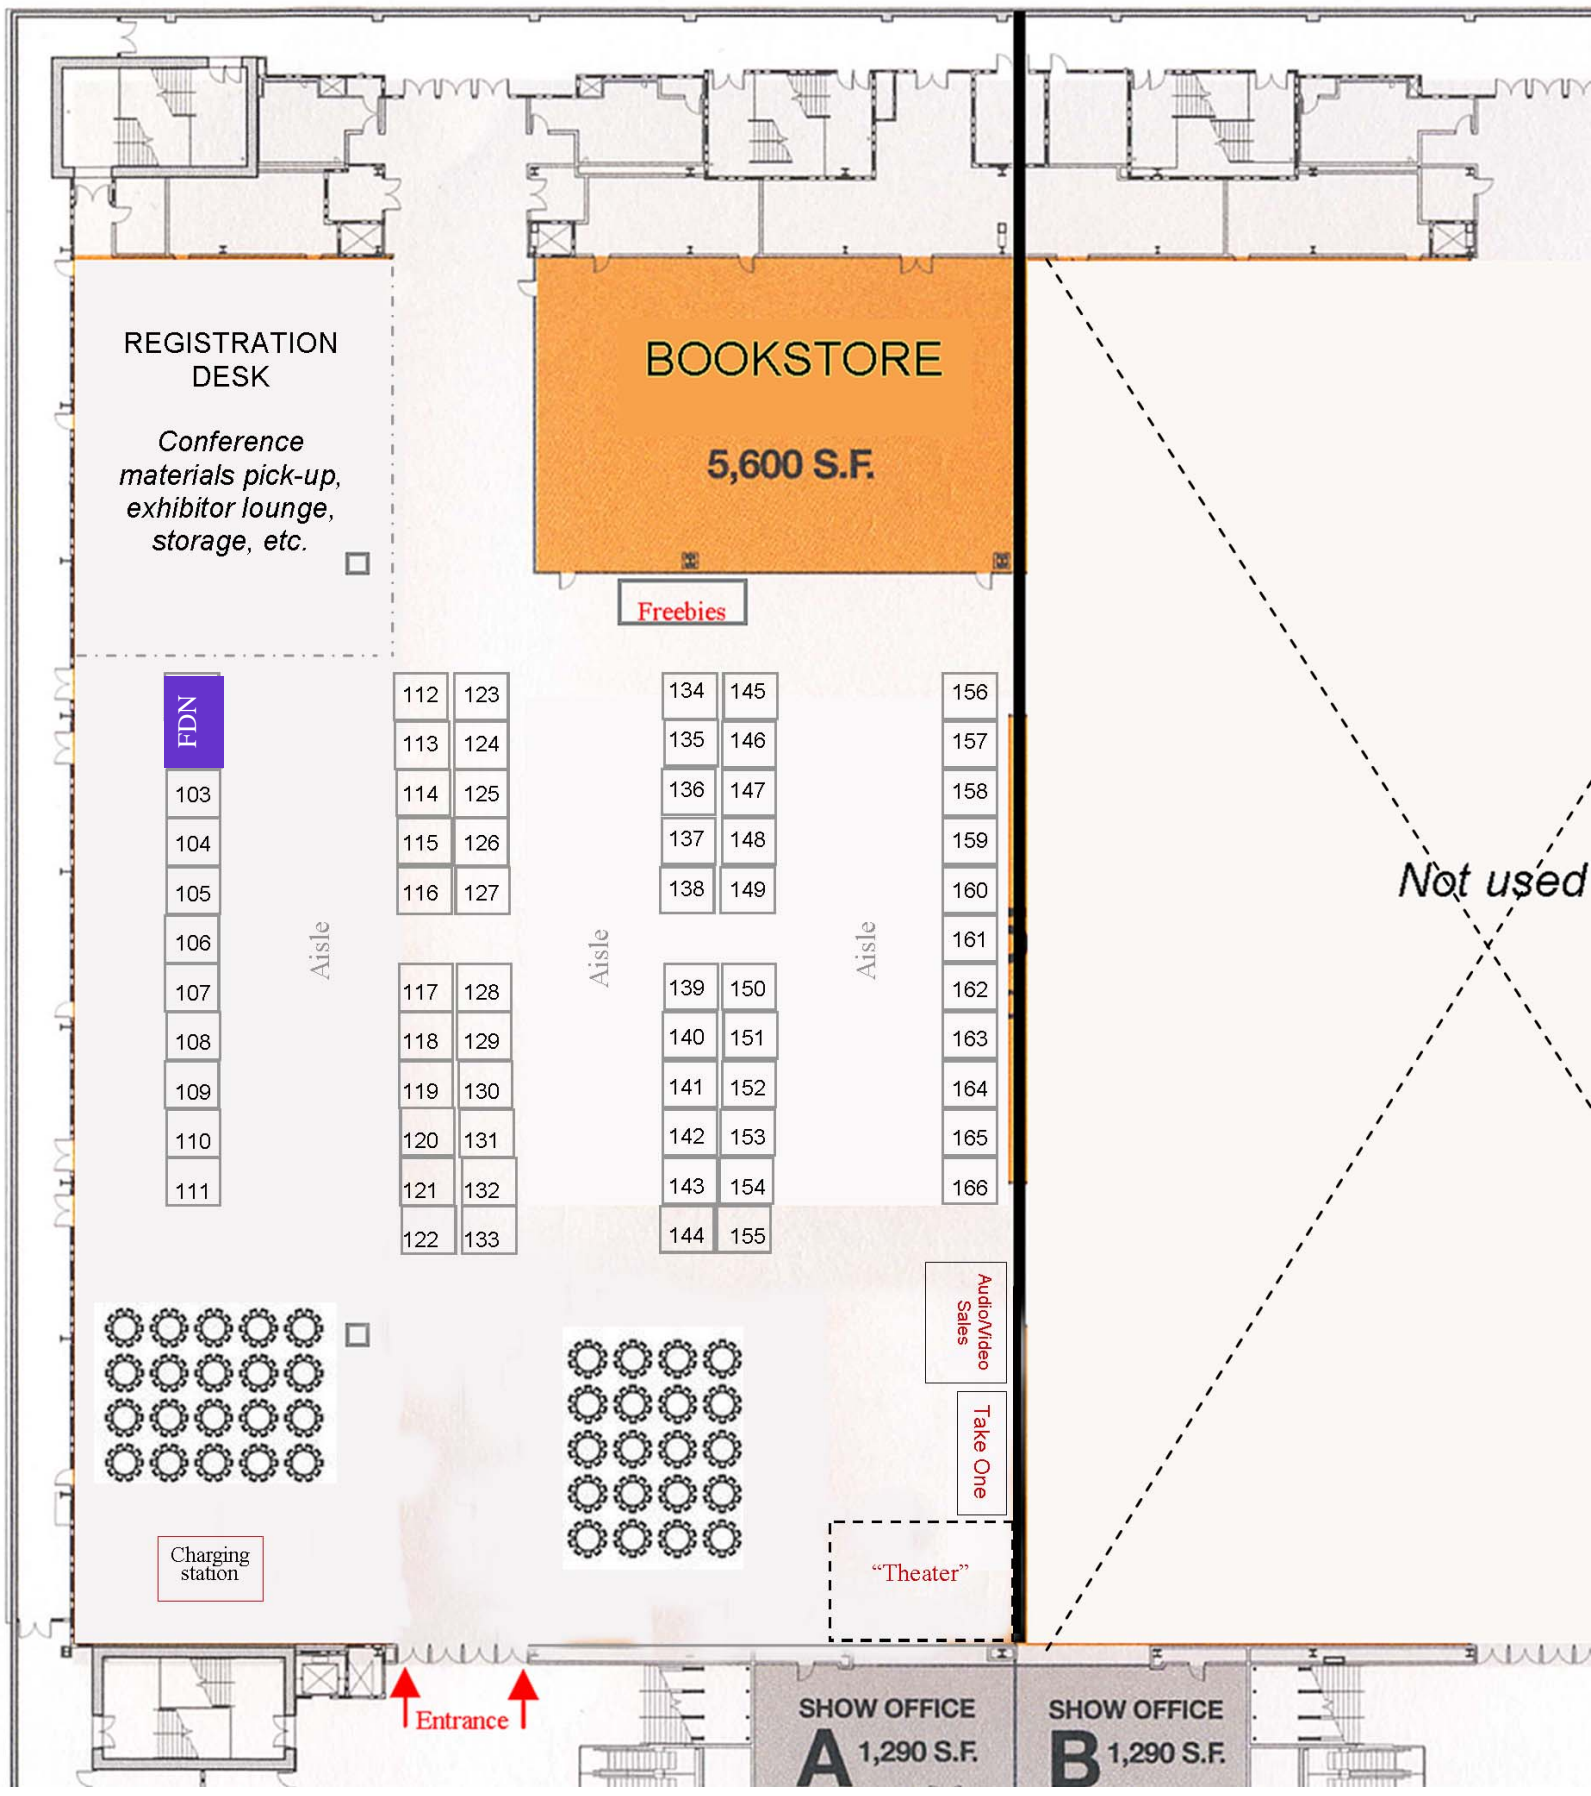 REGISTRATION
DESK
Conference
materials pick-up,
exhibitor lounge,
storage, etc.
BOOKSTORE
5,600 S.F.
Freebies
FDN
103
104
105
106
107
108
109
110
111
Aisle
112 123
113 124
114 125
115 126
116 127
117 128
118 129
119 130
120 131
121 132
122 133
Aisle
134 145
135 146
136 147
137 148
138 149
139 150
140 151
141 152
142 153
143 154
144 155
Aisle
156
157
158
159
160
161
162
163
164
165
166
Not used
Audio/Video
Sales
Take One
"Theater"
Charging
station
Entrance
SHOW OFFICE
A 1,290 S.F.
SHOW OFFICE
B 1,290 S.F.